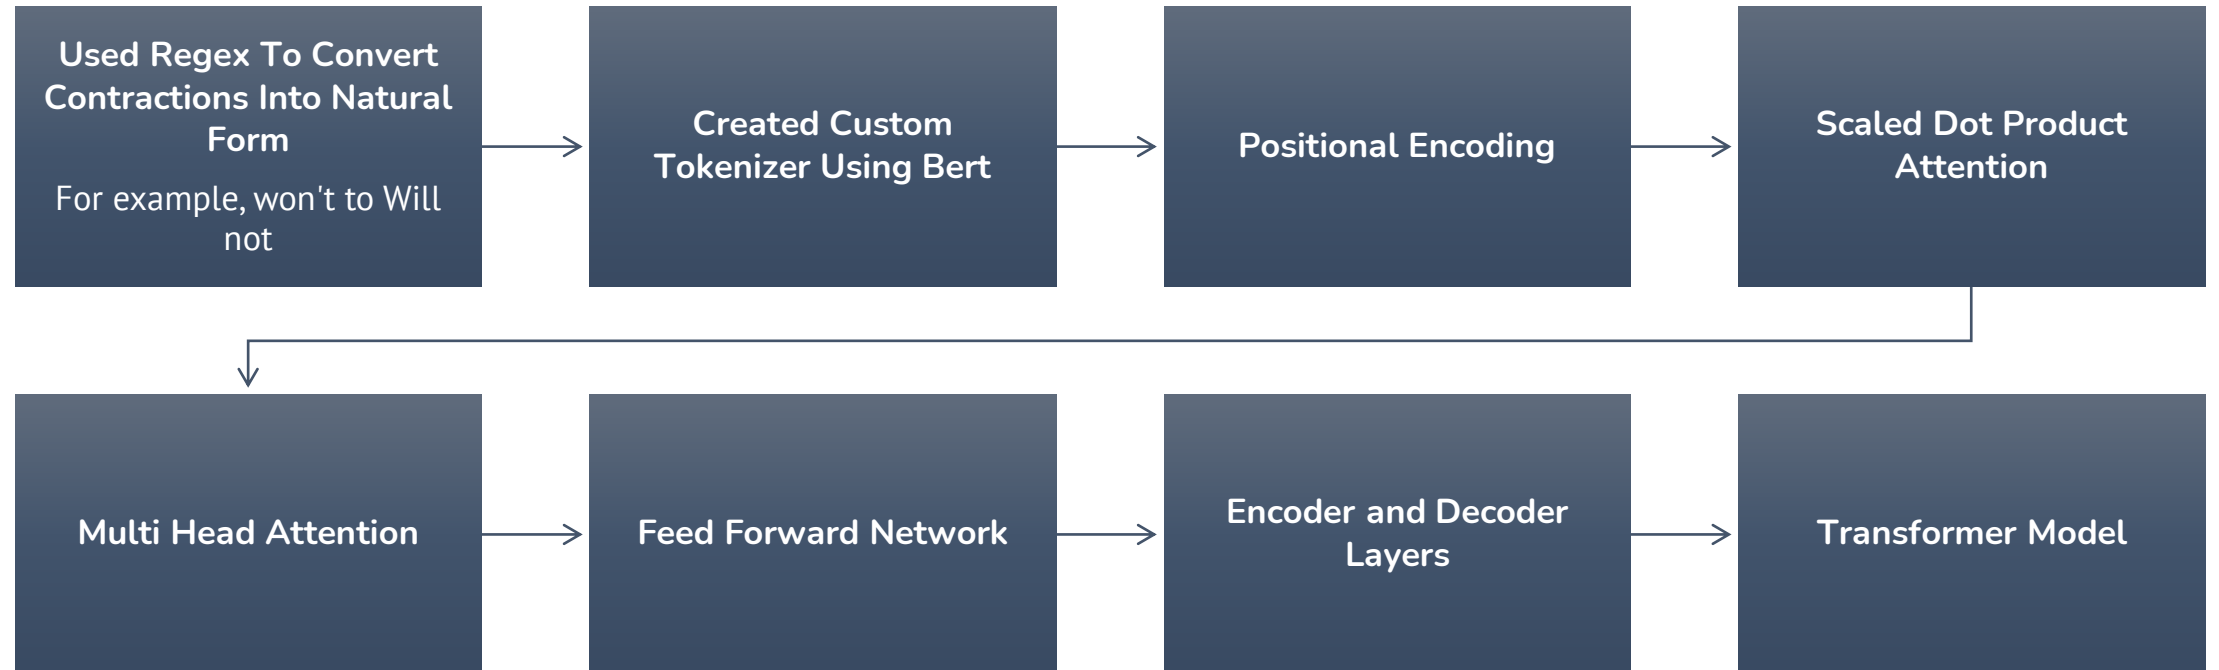 Used Regex To Convert
Contractions Into Natural
Form
For example, won't to Will
not
Created Custom
Tokenizer Using Bert
Positional Encoding
Scaled Dot Product
Attention
Multi Head Attention
Feed Forward Network
Encoder and Decoder
Layers
Transformer Model